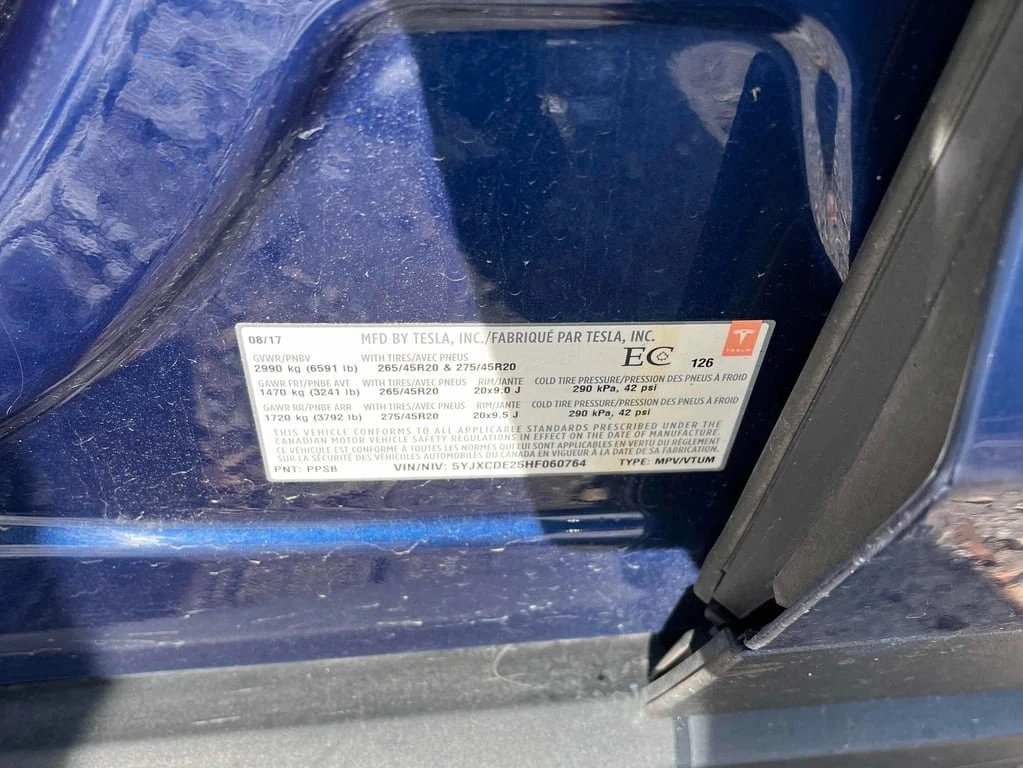 08/17 MFD BY TESLA, INC./FABRIQUÉ PAR TESLA, INC.
GVWR/PNBV WITH TIRES/AVEC PNEUS
2990 kg (6591 lb) 265/45R20 & 275/45R20 EC 126
TESLA
GAWR FRT/PNBE AVT WITH TIRES/AVEC PNEUS RIM/JANTE COLD TIRE PRESSURE/PRESSION DES PNEUS À FROID
1470 kg (3241 lb) 265/45R20 20x9.0 J 290 kPa, 42 psi
GAWR RR/PNBE ARR WITH TIRES/AVEC PNEUS RIM/JANTE COLD TIRE PRESSURE/PRESSION DES PNEUS À FROID
1720 kg (3792 lb) 275/45R20 20x9.5 J 290 kPa, 42 psi
THIS VEHICLE CONFORMS TO ALL APPLICABLE STANDARDS PRESCRIBED UNDER THE
CANADIAN MOTOR VEHICLE SAFETY REGULATIONS IN EFFECT ON THE DATE OF MANUFACTURE.
CE VÉHICULE EST CONFORME À TOUTES LES NORMES QUI LUI SONT APPLICABLES EN VERTU DU RÈGLEMENT
SUR LA SÉCURITÉ DES VÉHICULES AUTOMOBILES DU CANADA EN VIGUEUR À LA DATE DE SA FABRICATION.
PNT: PPSB VIN/NIV: 5YJXCDE25HF060764 TYPE: MPV/VTUM